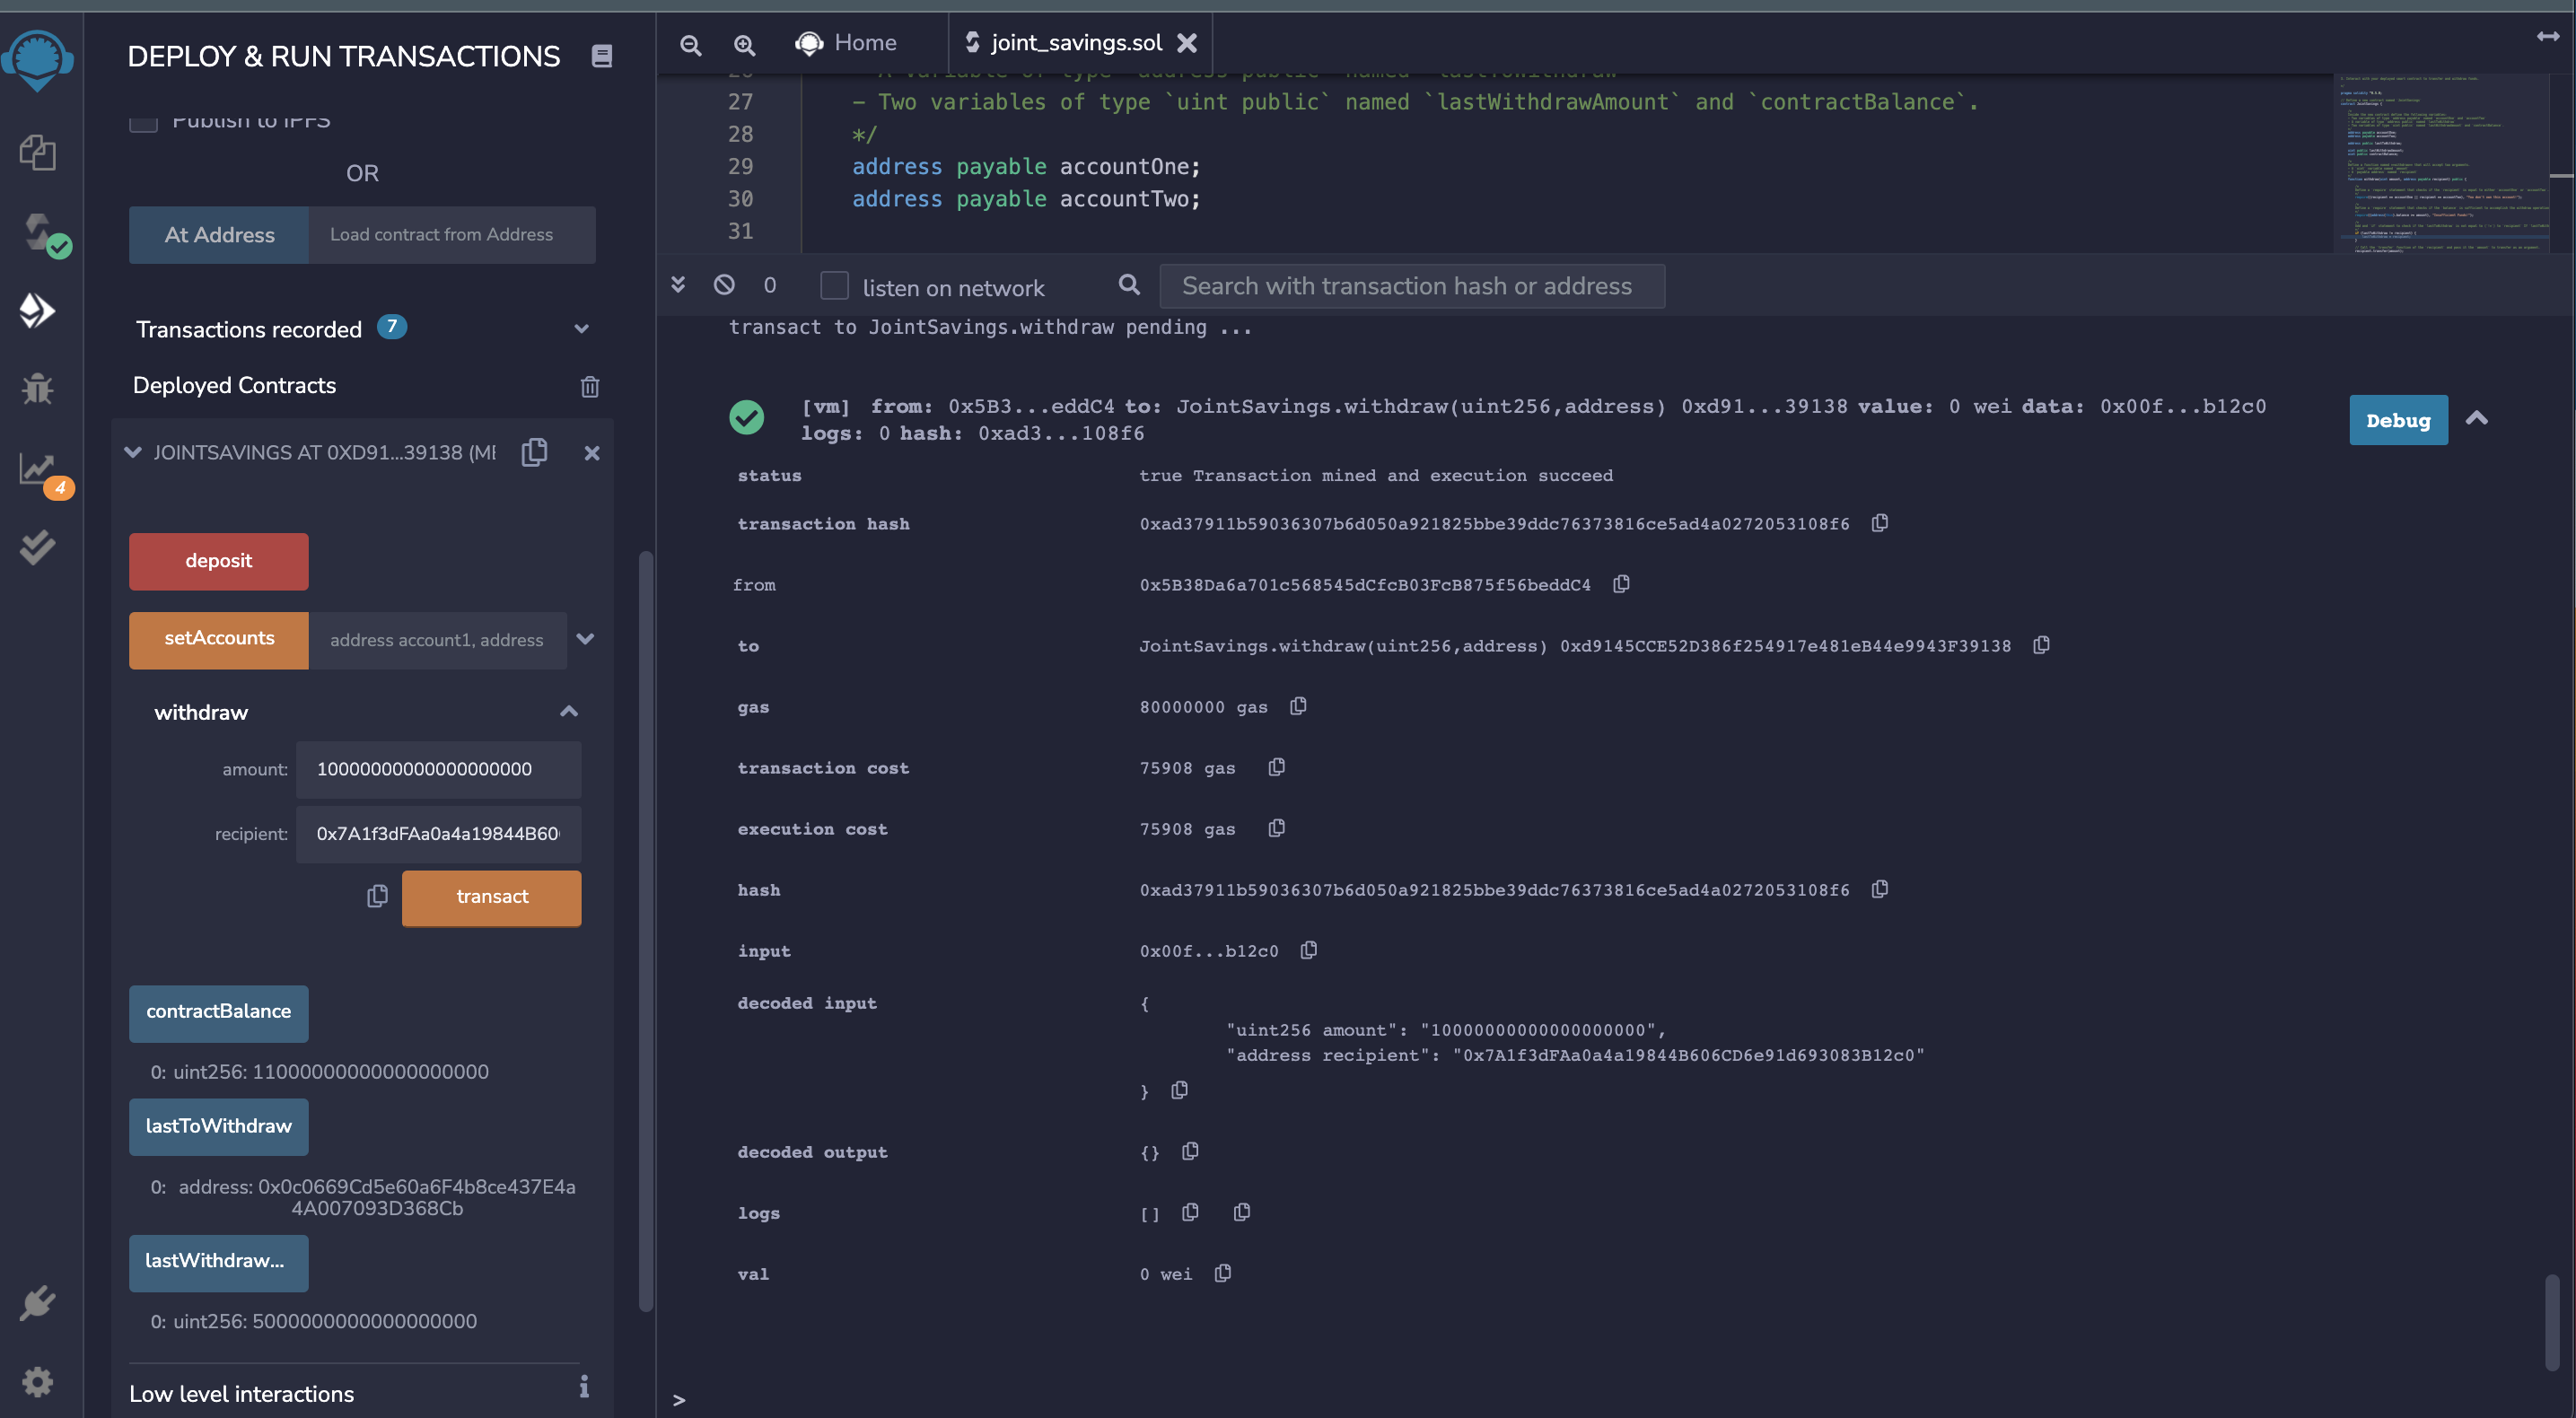 DEPLOY & RUN TRANSACTIONS
Publish to IPFS
OR
At Address
Load contract from Address
Transactions recorded 7
Deployed Contracts
JOINTSAVINGS AT 0XD91...39138 (ME
4
deposit
setAccounts
address account1, address
withdraw
amount:
10000000000000000000
recipient:
0x7A1f3dFAa0a4a19844B60
transact
contractBalance
0: uint256: 11000000000000000000
lastToWithdraw
0: address: 0x0c0669Cd5e60a6F4b8ce437E4a
4A007093D368Cb
lastWithdraw...
0: uint256: 5000000000000000000
Low level interactions
Home
joint_savings.sol
27 - Two variables of type `uint public` named `lastWithdrawAmount` and `contractBalance`.
28 */
29 address payable accountOne;
30 address payable accountTwo;
31
0
listen on network
Search with transaction hash or address
transact to JointSavings.withdraw pending ...
[vm] from: 0x5B3...eddC4 to: JointSavings.withdraw(uint256,address) 0xd91...39138 value: 0 wei data: 0x00f...b12c0
logs: 0 hash: 0xad3...108f6
Debug
status true Transaction mined and execution succeed
transaction hash 0xad37911b59036307b6d050a921825bbe39ddc76373816ce5ad4a0272053108f6
from 0x5B38Da6a701c568545dCfcB03FcB875f56beddC4
to JointSavings.withdraw(uint256,address) 0xd9145CCE52D386f254917e481eB44e9943F39138
gas 80000000 gas
transaction cost 75908 gas
execution cost 75908 gas
hash 0xad37911b59036307b6d050a921825bbe39ddc76373816ce5ad4a0272053108f6
input 0x00f...b12c0
decoded input {
"uint256 amount": "10000000000000000000",
"address recipient": "0x7A1f3dFAa0a4a19844B606CD6e91d693083B12c0"
}
decoded output {}
logs []
val 0 wei
>